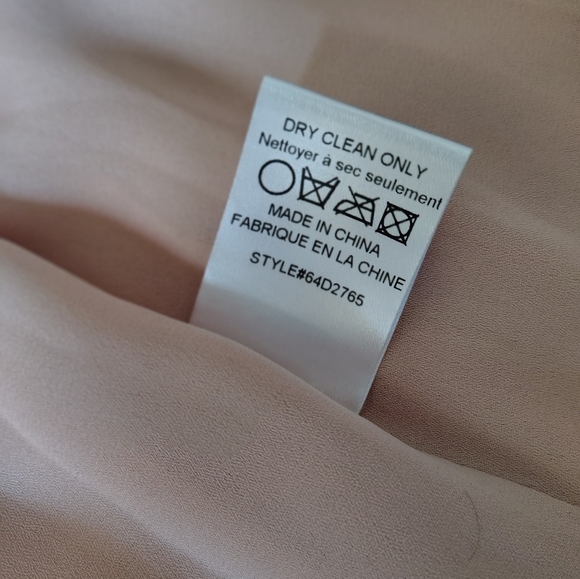 DRY CLEAN ONLY
Nettoyer à sec seulement
MADE IN CHINA
FABRIQUE EN LA CHINE
STYLE#64D2765